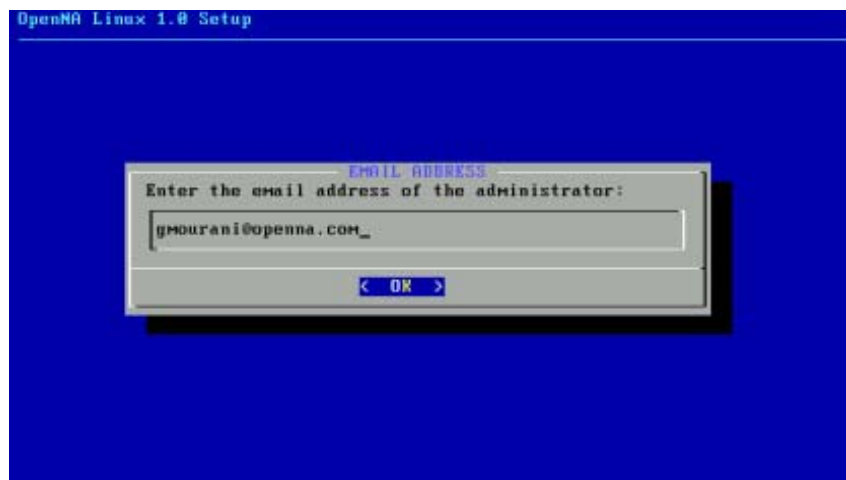 OpenNA Linux 1.0 Setup
EMAIL ADDRESS
Enter the email address of the administrator:
gmourani@openna.com_
< OK >